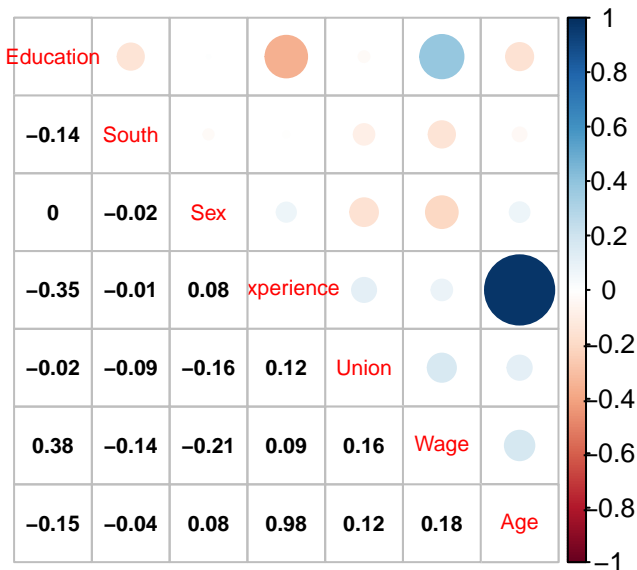 Education
−0.14 South
0 −0.02 Sex
−0.35 −0.01 0.08 xperience
−0.02 −0.09 −0.16 0.12 Union
0.38 −0.14 −0.21 0.09 0.16 Wage
−0.15 −0.04 0.08 0.98 0.12 0.18 Age
1
0.8
0.6
0.4
0.2
0
−0.2
−0.4
−0.6
−0.8
−1